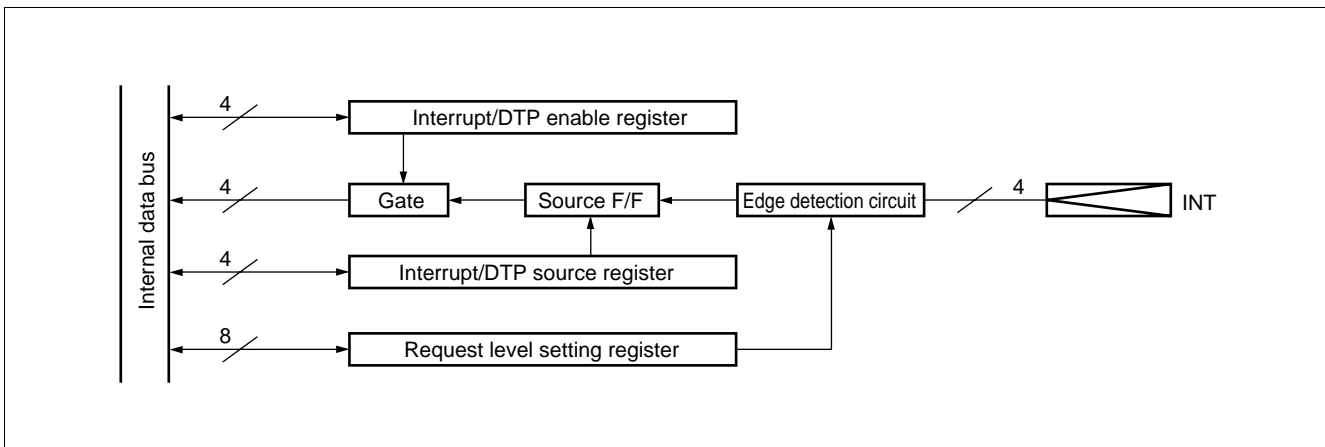 Internal data bus
4
Interrupt/DTP enable register
4
Gate
Source F/F
Edge detection circuit
4
INT
4
Interrupt/DTP source register
8
Request level setting register